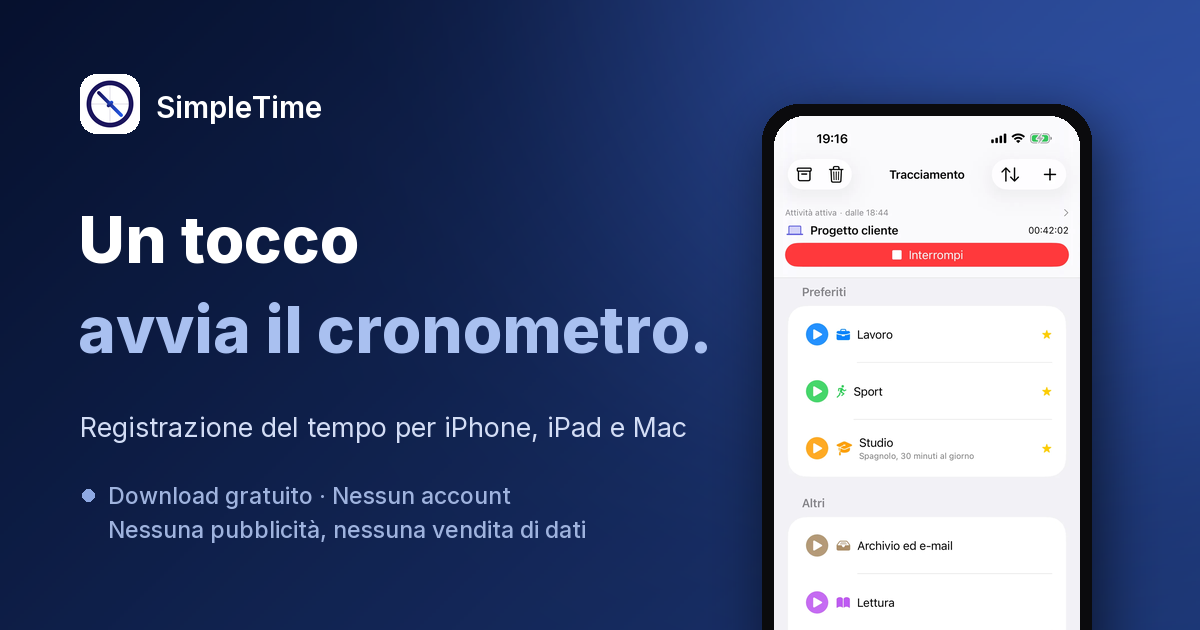 SimpleTime
Un tocco
avvia il cronometro.
Registrazione del tempo per iPhone, iPad e Mac
Download gratuito · Nessun account
Nessuna pubblicità, nessuna vendita di dati
19:16
Tracciamento
Attività attiva · dalle 18:44
Progetto cliente 00:42:02
Interrompi
Preferiti
Lavoro
Sport
Studio
Spagnolo, 30 minuti al giorno
Altri
Archivio ed e-mail
Lettura